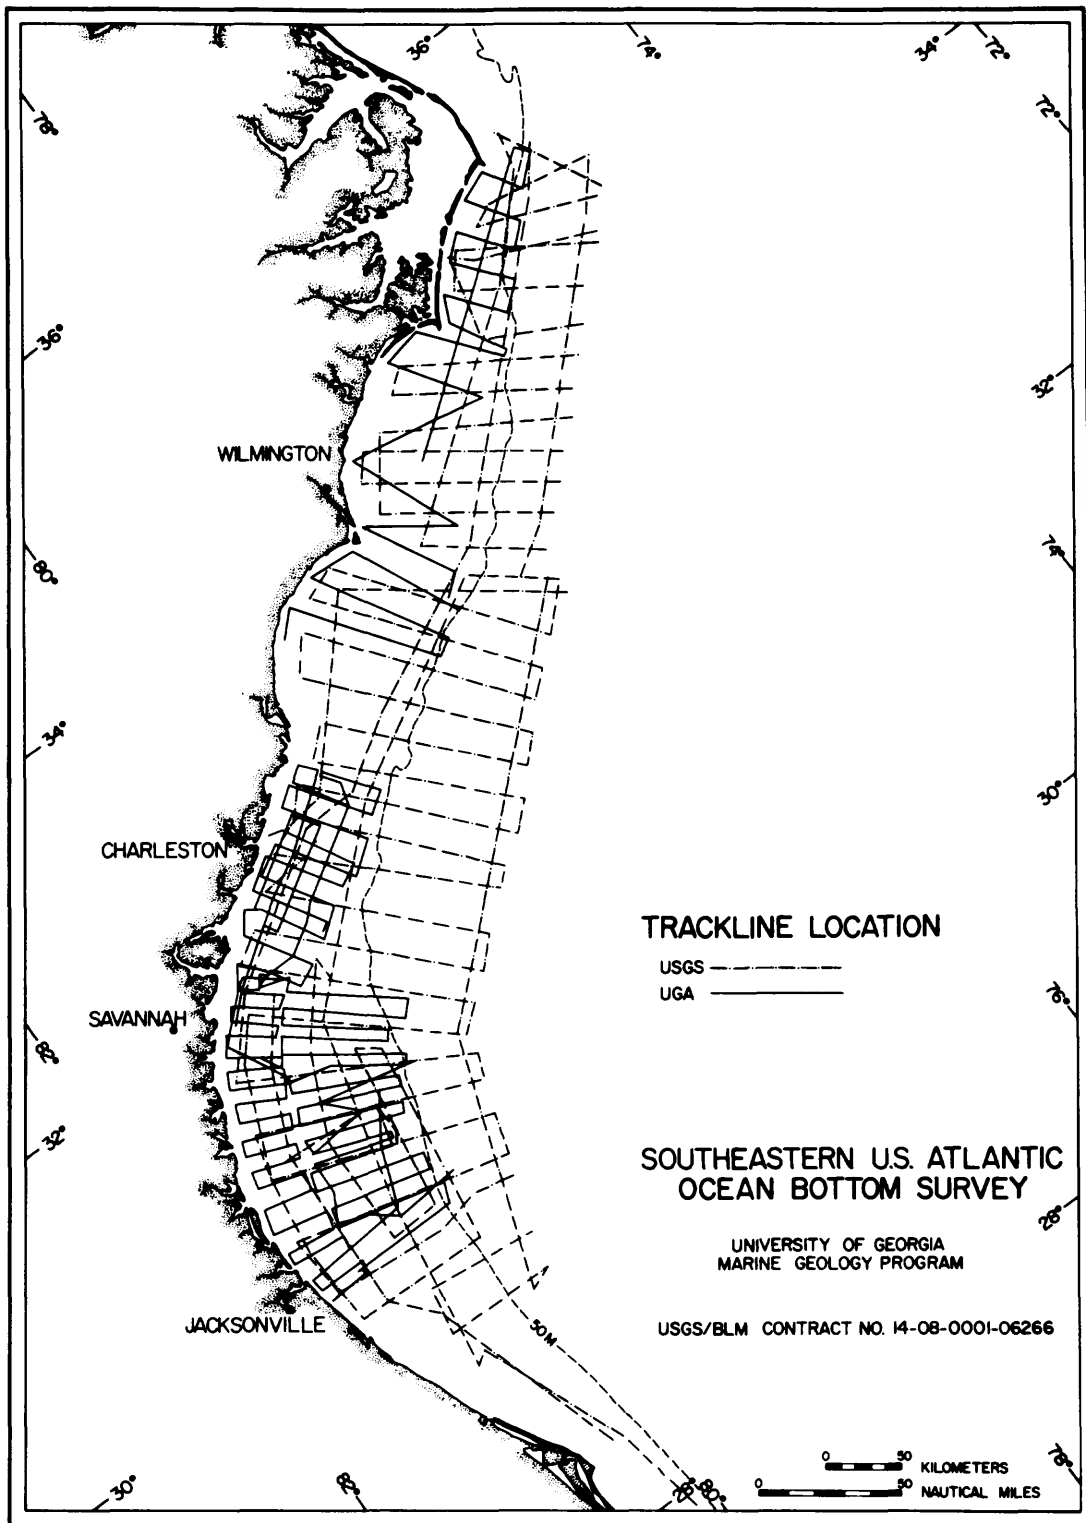 36°
74°
34°
72°
78°
72°
36°
32°
WILMINGTON
80°
74°
34°
30°
CHARLESTON
TRACKLINE LOCATION
USGS
UGA
76°
SAVANNAH
32°
SOUTHEASTERN U.S. ATLANTIC
OCEAN BOTTOM SURVEY
28°
UNIVERSITY OF GEORGIA
MARINE GEOLOGY PROGRAM
JACKSONVILLE
50M
USGS/BLM CONTRACT NO. 14-08-0001-06266
0 50 KILOMETERS
0 50 NAUTICAL MILES
78°
30°
82°
80°